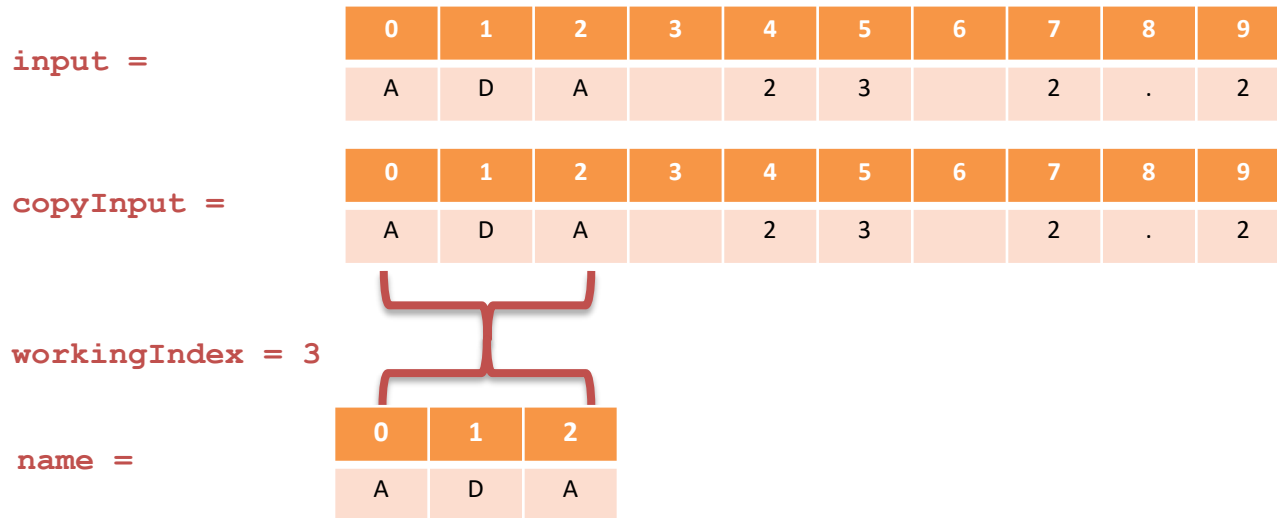 0 1 2 3 4 5 6 7 8 9
input =
A D A 2 3 2 . 2
0 1 2 3 4 5 6 7 8 9
copyInput =
A D A 2 3 2 . 2
workingIndex = 3
0 1 2
name =
A D A